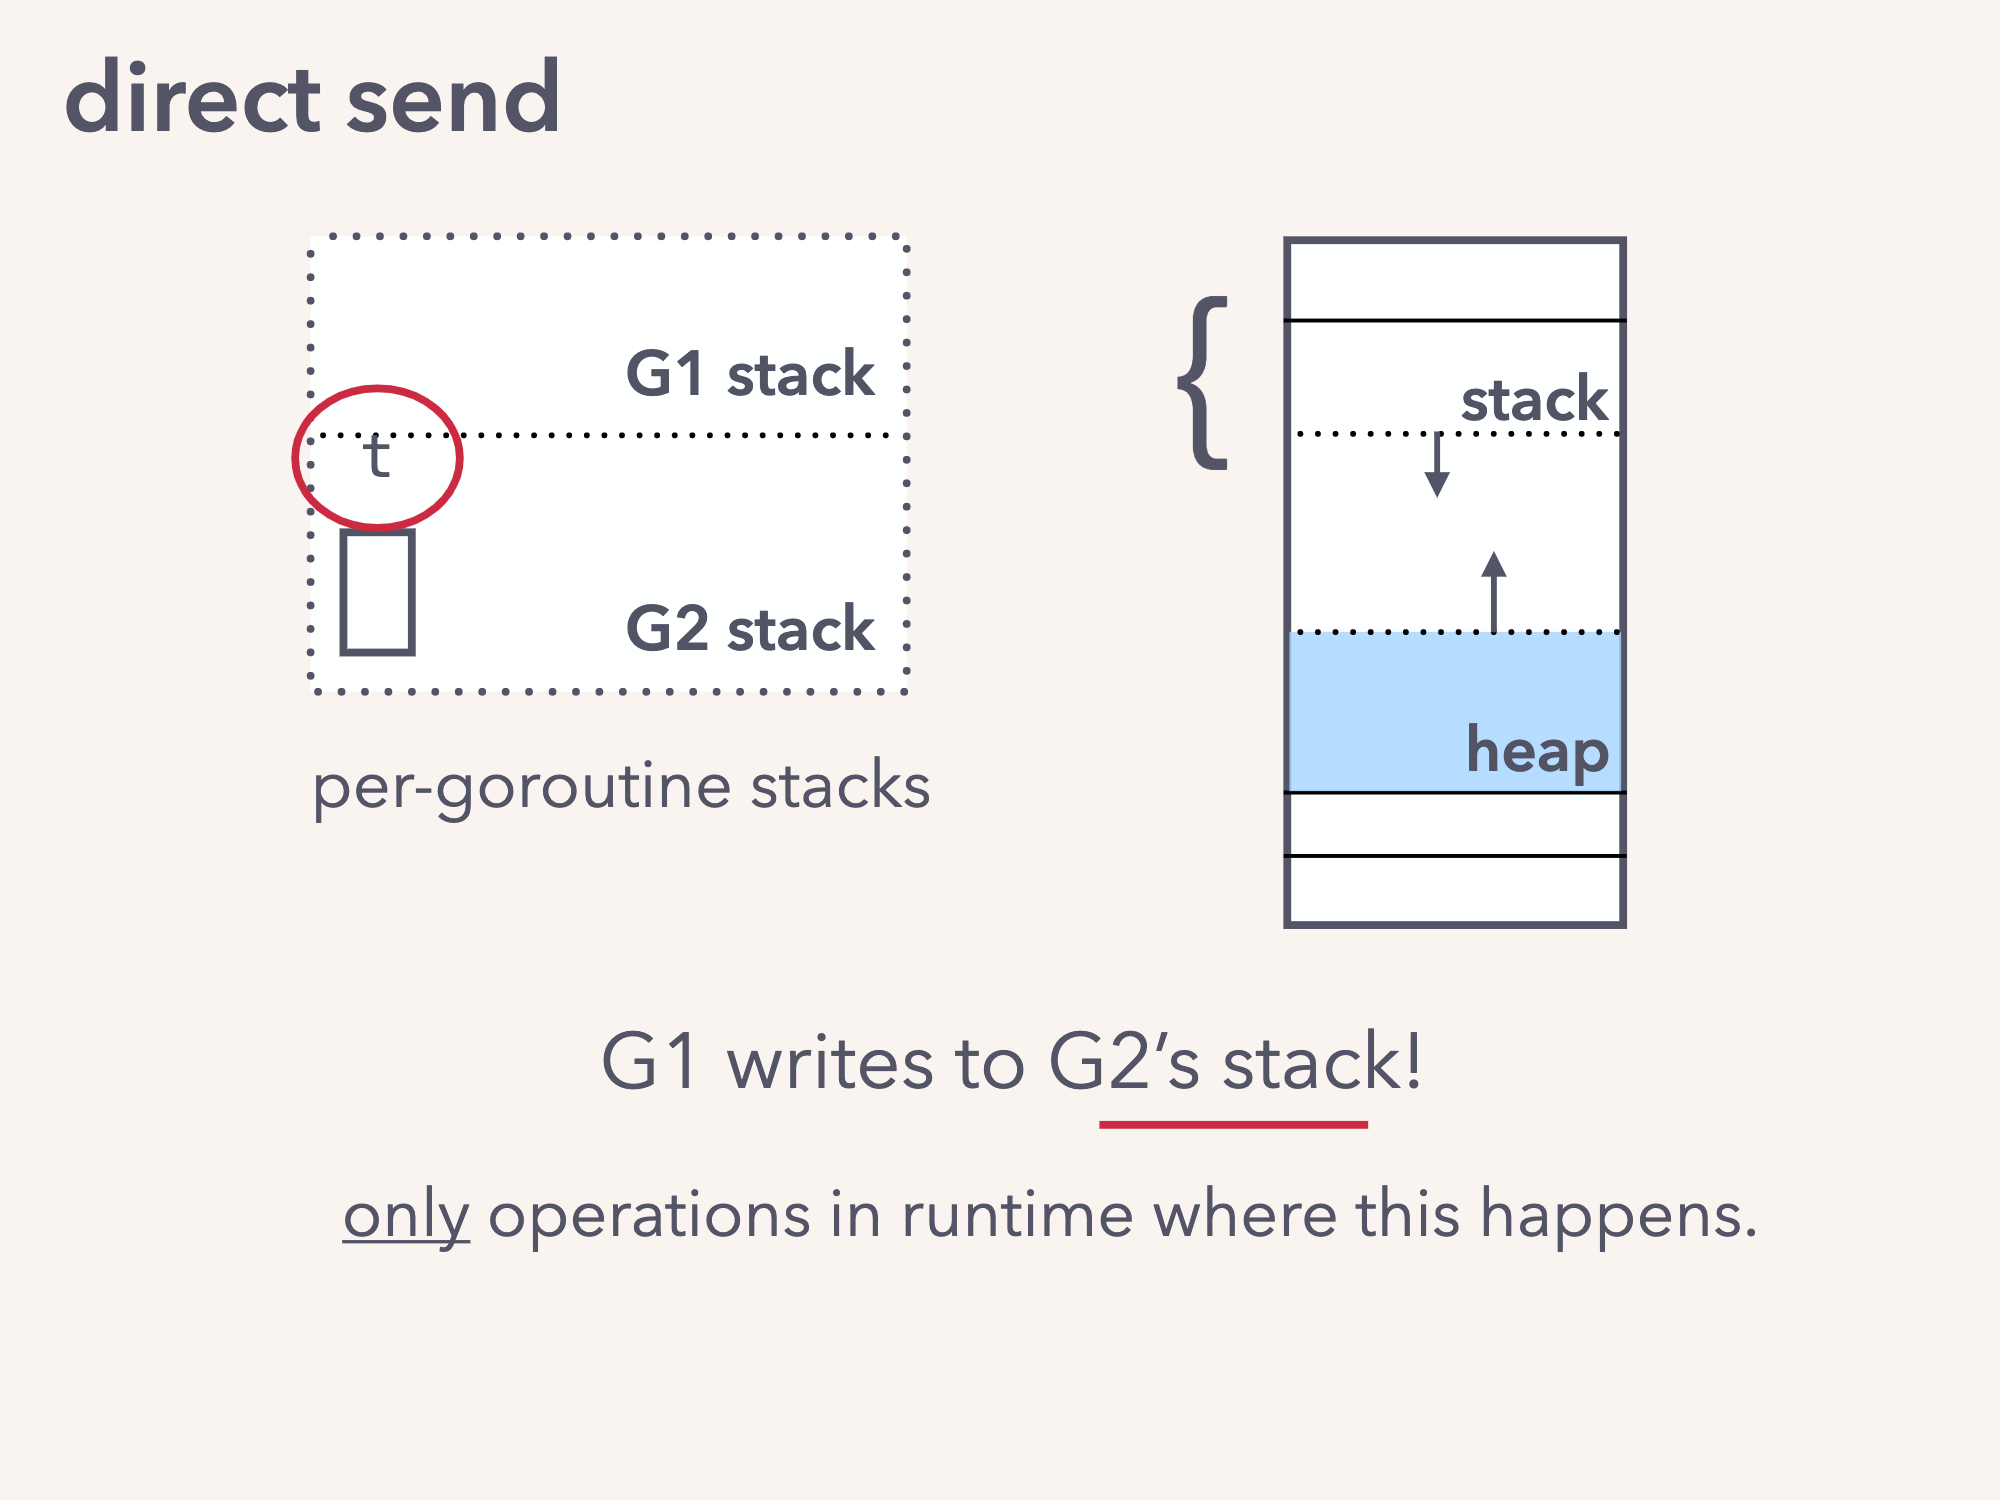 direct send
G1 stack
t
G2 stack
per-goroutine stacks
{
stack
heap
G1 writes to G2’s stack!
only operations in runtime where this happens.